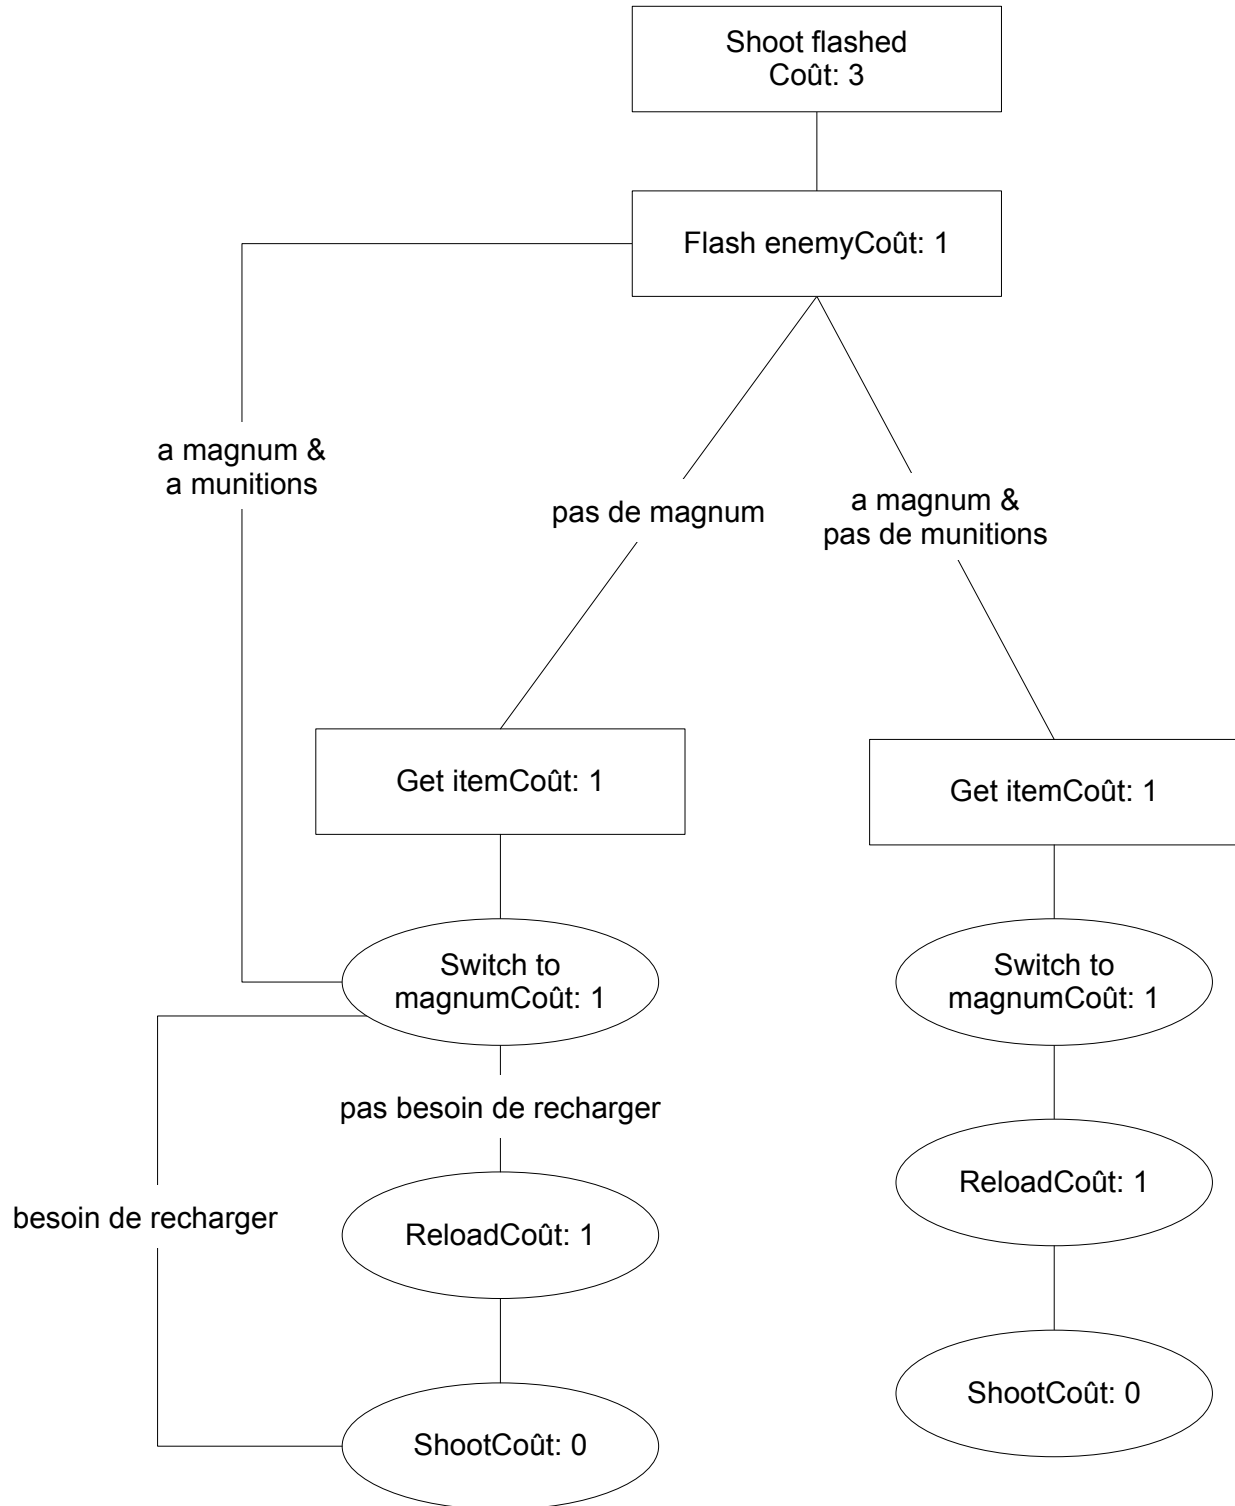 Shoot flashed
Coût: 3
Flash enemyCoût: 1
a magnum &
a munitions
pas de magnum
a magnum &
pas de munitions
Get itemCoût: 1
Get itemCoût: 1
Switch to
magnumCoût: 1
Switch to
magnumCoût: 1
pas besoin de recharger
ReloadCoût: 1
besoin de recharger
ReloadCoût: 1
ShootCoût: 0
ShootCoût: 0